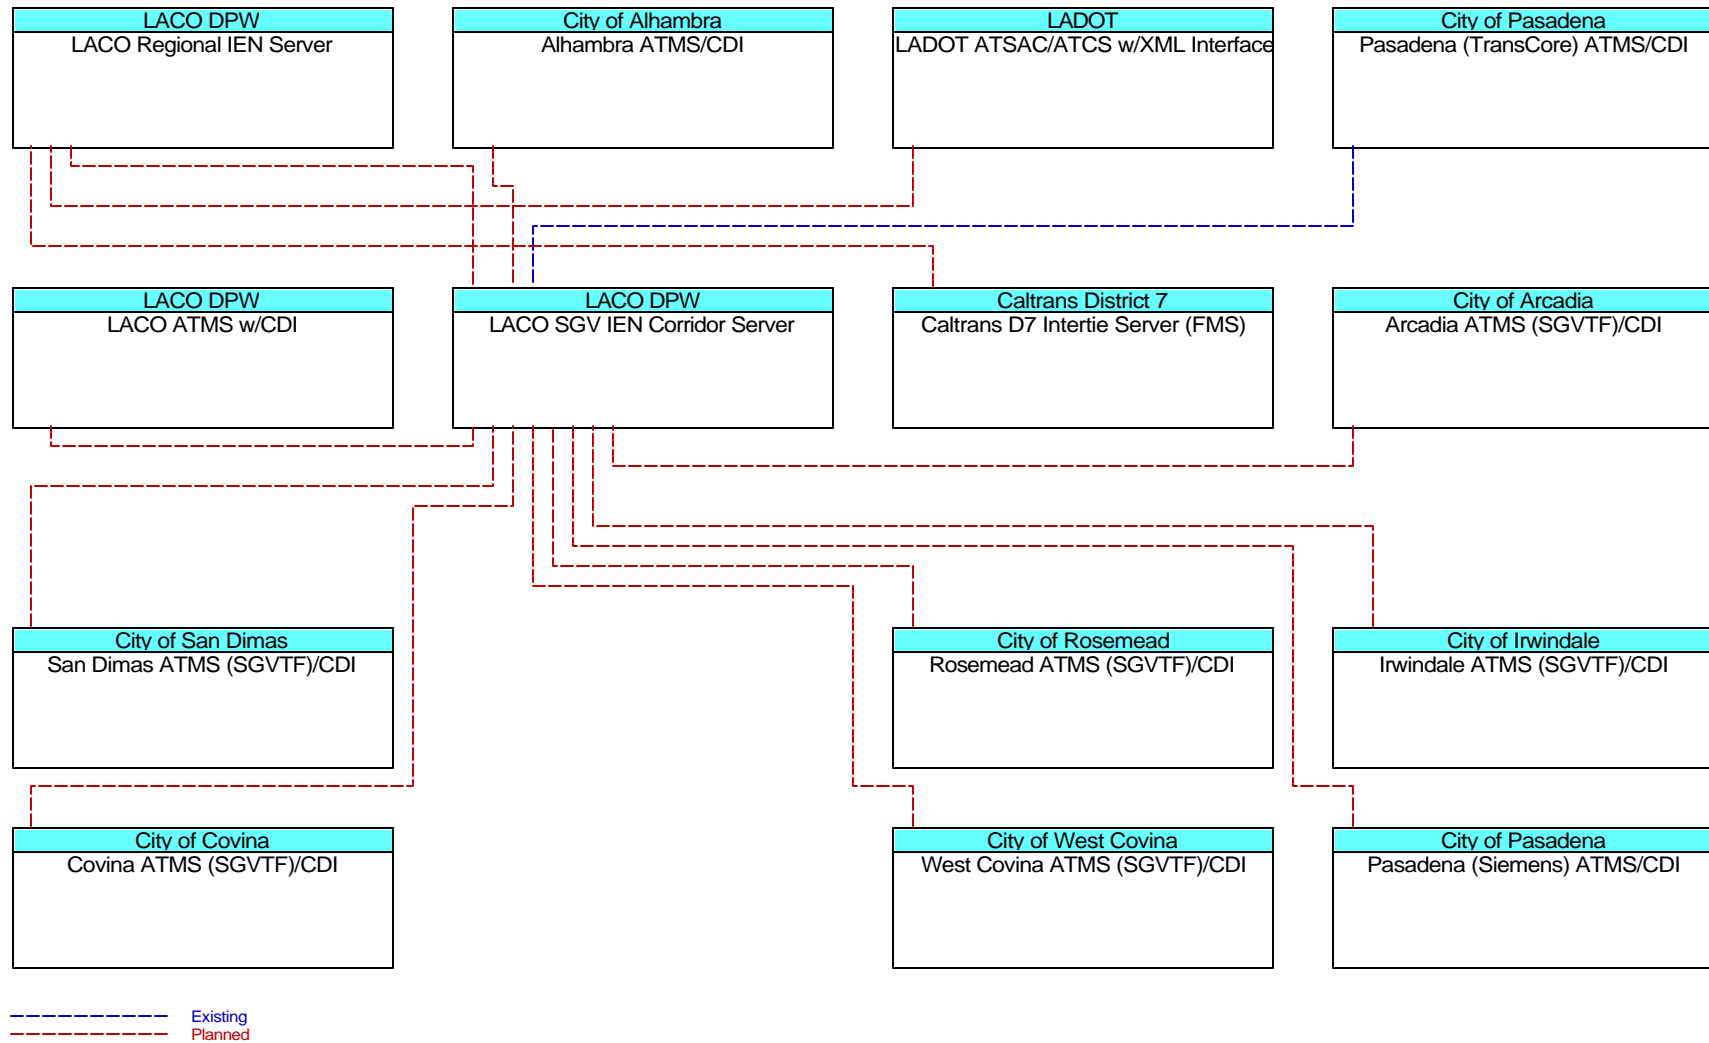 LACO DPW
LACO Regional IEN Server
City of Alhambra
Alhambra ATMS/CDI
LADOT
LADOT ATSAC/ATCS w/XML Interface
City of Pasadena
Pasadena (TransCore) ATMS/CDI
LACO DPW
LACO ATMS w/CDI
LACO DPW
LACO SGV IEN Corridor Server
Caltrans District 7
Caltrans D7 Intertie Server (FMS)
City of Arcadia
Arcadia ATMS (SGVTF)/CDI
City of San Dimas
San Dimas ATMS (SGVTF)/CDI
City of Rosemead
Rosemead ATMS (SGVTF)/CDI
City of Irwindale
Irwindale ATMS (SGVTF)/CDI
City of Covina
Covina ATMS (SGVTF)/CDI
City of West Covina
West Covina ATMS (SGVTF)/CDI
City of Pasadena
Pasadena (Siemens) ATMS/CDI
Existing
Planned